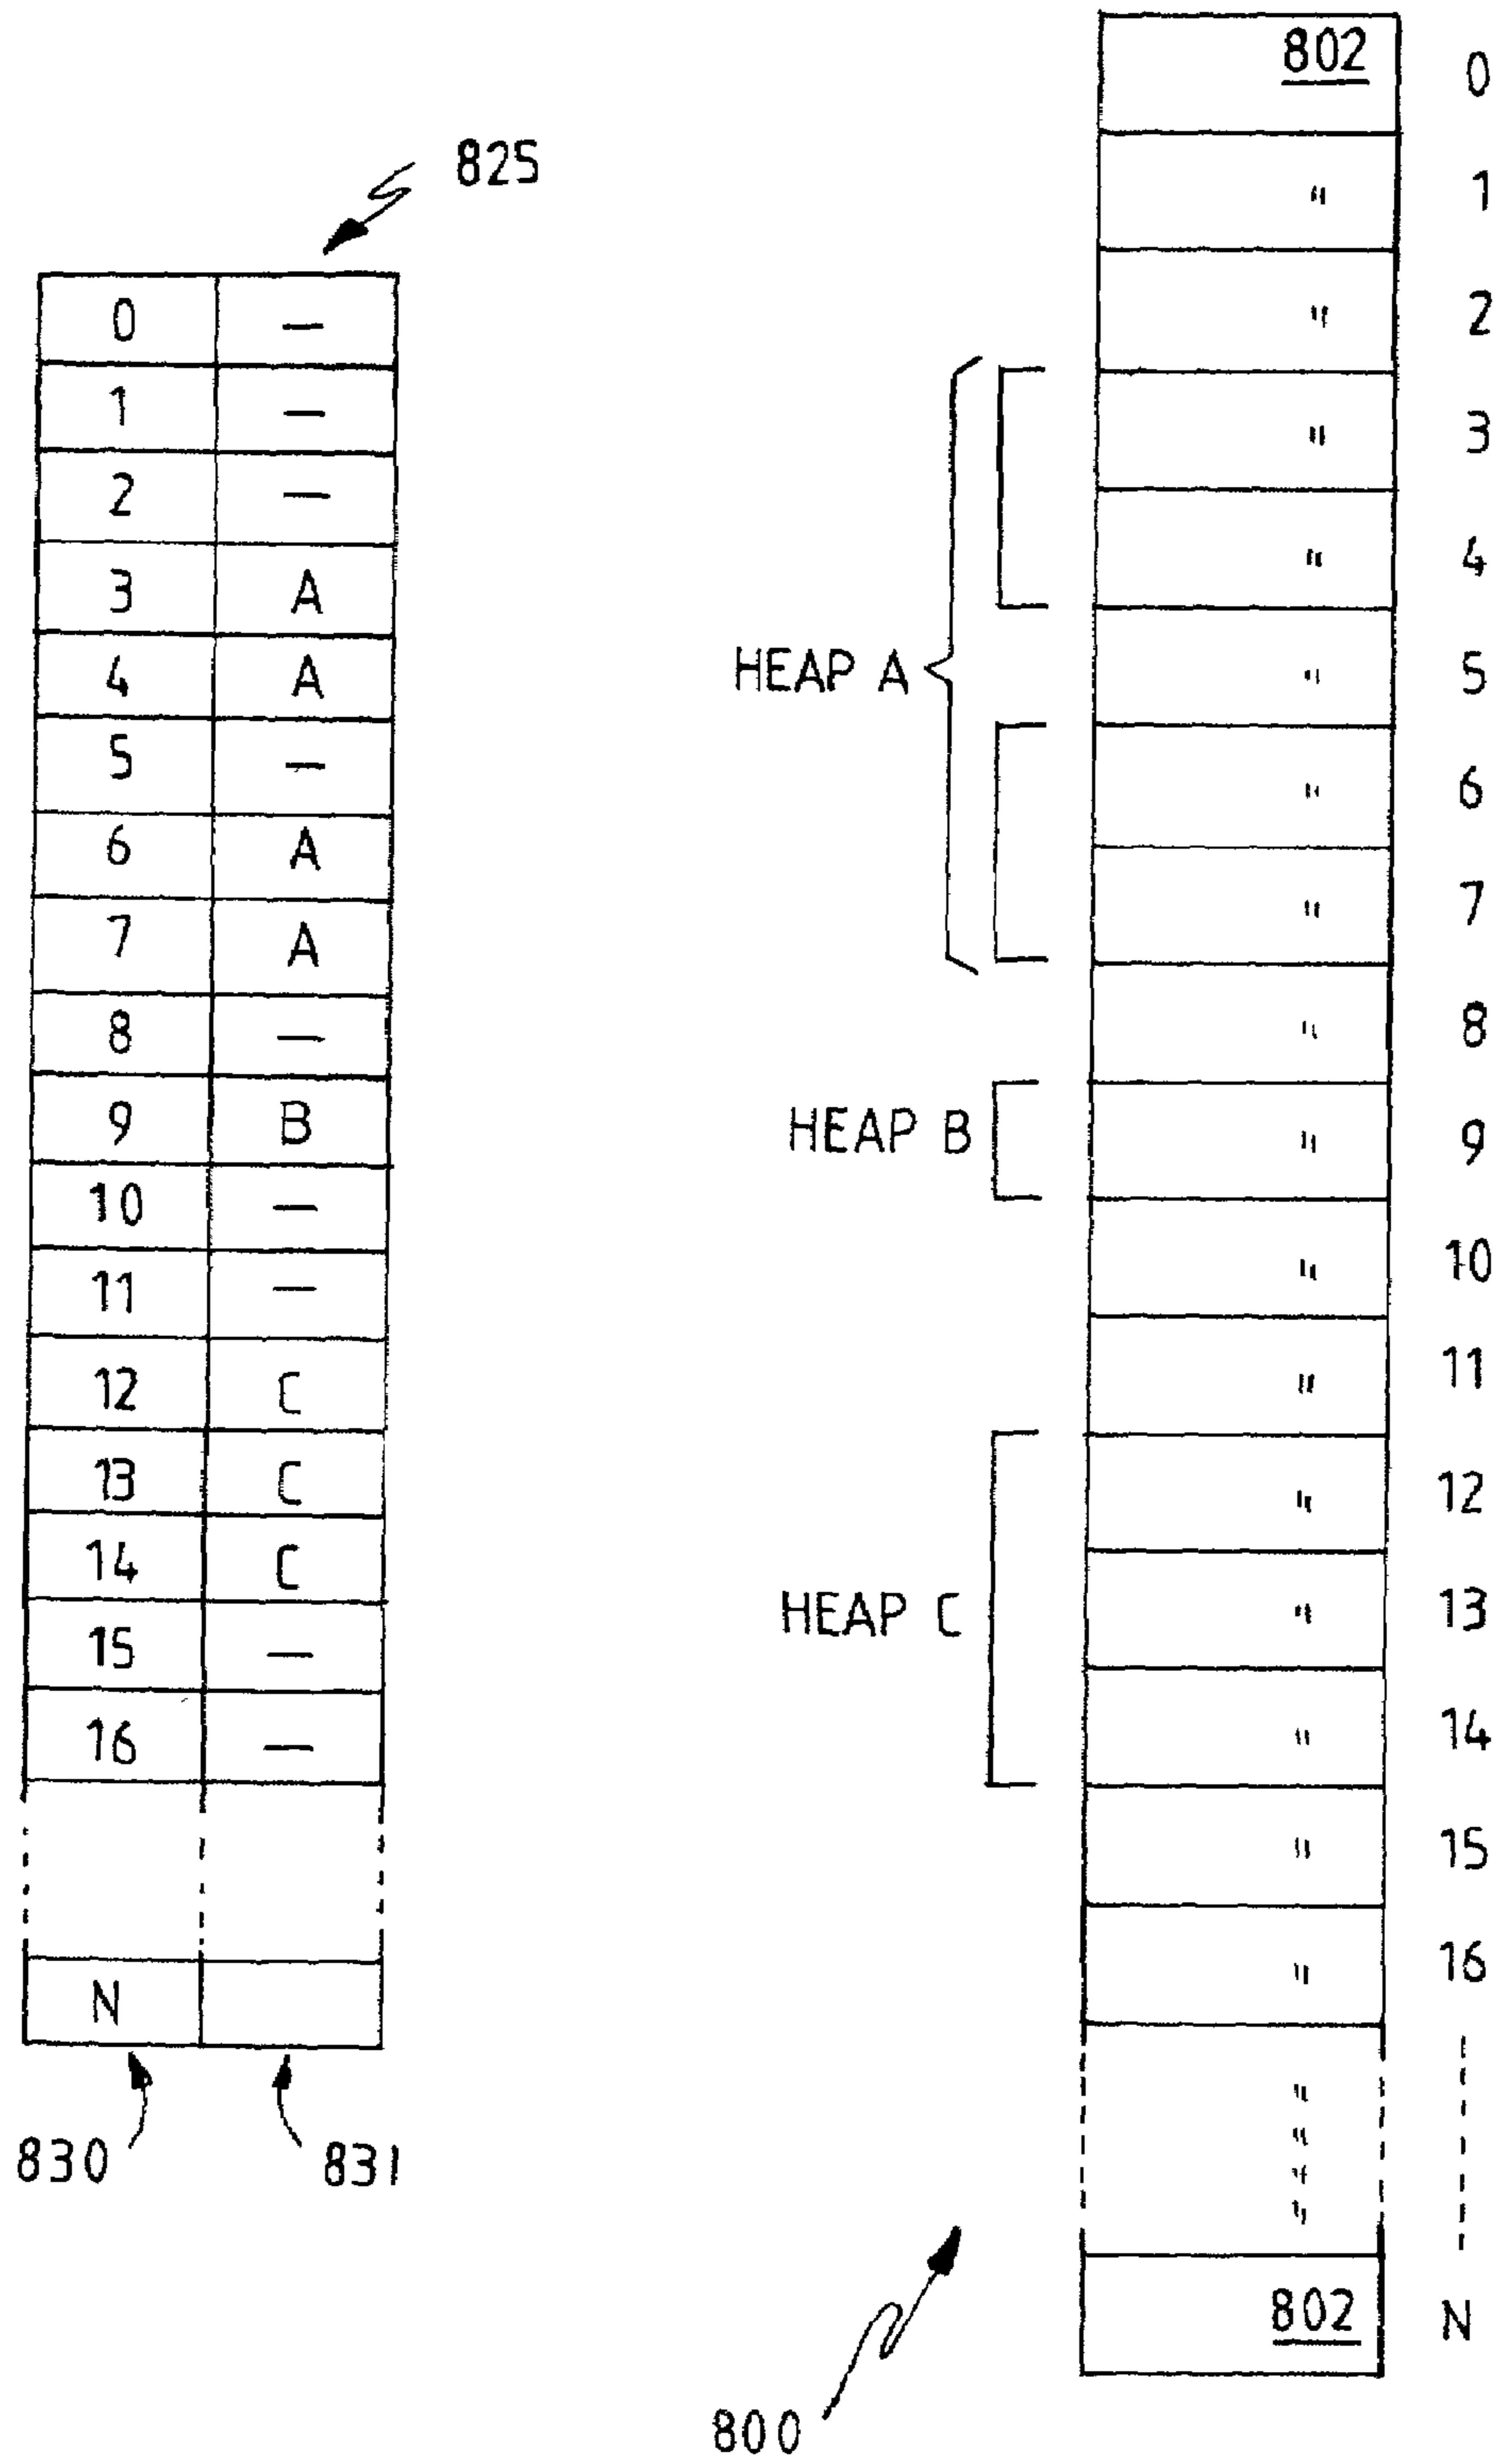 825
0 —
1 —
2 —
3 A
4 A
5 —
6 A
7 A
8 —
9 B
10 —
11 —
12 C
13 C
14 C
15 —
16 —
N
830
831
802 0
" 1
" 2
" 3
" 4
HEAP A
" 5
" 6
" 7
" 8
HEAP B
" 9
" 10
" 11
" 12
HEAP C
" 13
" 14
" 15
" 16
"
"
"
"
802 N
800